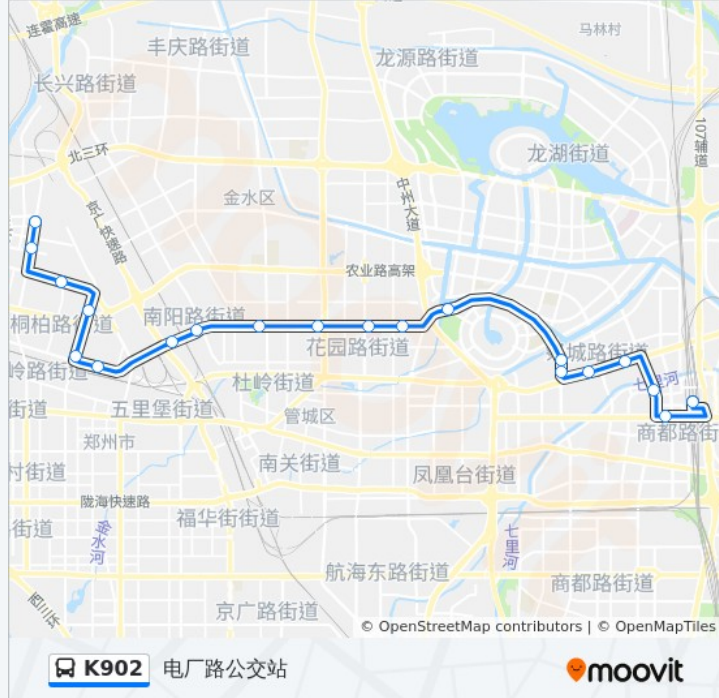 连霍高速
马林村
丰庆路街道
龙源路街道
长兴路街道
107辅道
北三环
龙湖街道
金水区
中州大道
京广快速路
农业路高架
南阳路街道
桐柏路街道
花园路街道
城路街道
岭路街道
七里河
杜岭街道
街道
五里堡街道
管城区
商都路街
郑州市
南关街道
村街道
凤凰台街道
陇海快速路
福华街街道
街道
金水河
七里河
航海东路街道
商都路街道
西三环
京广路街道
© OpenStreetMap contributors | © OpenMapTiles
K902 电厂路公交站
moovit